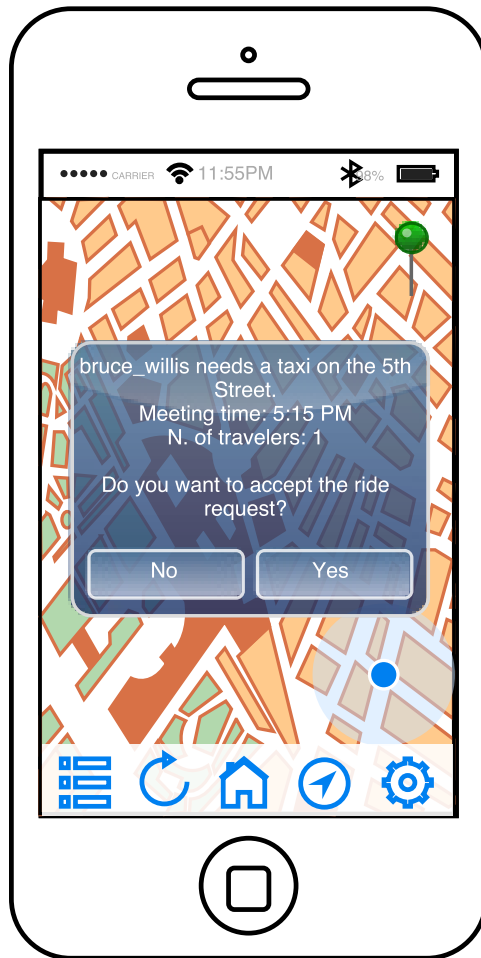 CARRIER 11:55PM 98%
bruce_willis needs a taxi on the 5th
Street.
Meeting time: 5:15 PM
N. of travelers: 1
Do you want to accept the ride
request?
No Yes